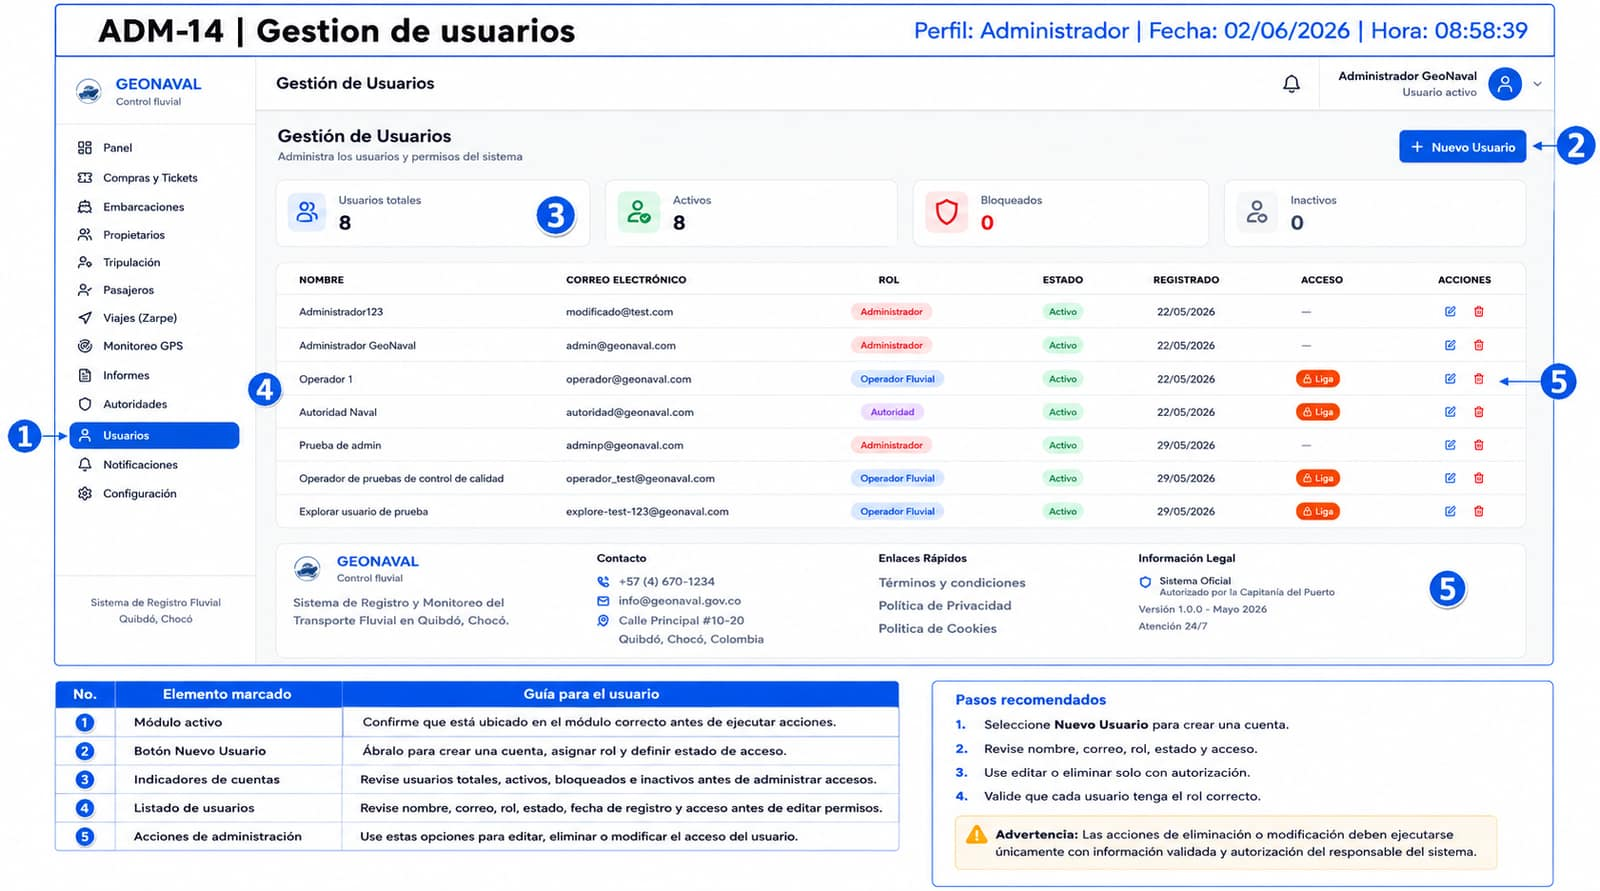 ADM-14 | Gestion de usuarios
Perfil: Administrador | Fecha: 02/06/2026 | Hora: 08:58:39
GEONAVAL
Control fluvial
Gestión de Usuarios
Administrador GeoNaval
Usuario activo
Panel
Compras y Tickets
Embarcaciones
Propietarios
Tripulación
Pasajeros
Viajes (Zarpe)
Monitoreo GPS
Informes
Autoridades
1
Usuarios
Notificaciones
Configuración
Sistema de Registro Fluvial
Quibdó, Chocó
Gestión de Usuarios
Administra los usuarios y permisos del sistema
+ Nuevo Usuario
2
Usuarios totales
8
3
Activos
8
Bloqueados
0
Inactivos
0
NOMBRE CORREO ELECTRÓNICO ROL ESTADO REGISTRADO ACCESO ACCIONES
Administrador123 modificado@test.com Administrador Activo 22/05/2026 —
Administrador GeoNaval admin@geonaval.com Administrador Activo 22/05/2026 —
4
Operador 1 operador@geonaval.com Operador Fluvial Activo 22/05/2026 Liga
5
Autoridad Naval autoridad@geonaval.com Autoridad Activo 22/05/2026 Liga
Prueba de admin adminp@geonaval.com Administrador Activo 29/05/2026 —
Operador de pruebas de control de calidad operador_test@geonaval.com Operador Fluvial Activo 29/05/2026 Liga
Explorar usuario de prueba explore-test-123@geonaval.com Operador Fluvial Activo 29/05/2026 Liga
GEONAVAL
Control fluvial
Sistema de Registro y Monitoreo del
Transporte Fluvial en Quibdó, Chocó.
Contacto
+57 (4) 670-1234
info@geonaval.gov.co
Calle Principal #10-20
Quibdó, Chocó, Colombia
Enlaces Rápidos
Términos y condiciones
Política de Privacidad
Politica de Cookies
Información Legal
Sistema Oficial
Autorizado por la Capitanía del Puerto
Versión 1.0.0 - Mayo 2026
Atención 24/7
5
No. Elemento marcado Guía para el usuario
1 Módulo activo Confirme que está ubicado en el módulo correcto antes de ejecutar acciones.
2 Botón Nuevo Usuario Ábralo para crear una cuenta, asignar rol y definir estado de acceso.
3 Indicadores de cuentas Revise usuarios totales, activos, bloqueados e inactivos antes de administrar accesos.
4 Listado de usuarios Revise nombre, correo, rol, estado, fecha de registro y acceso antes de editar permisos.
5 Acciones de administración Use estas opciones para editar, eliminar o modificar el acceso del usuario.
Pasos recomendados
1. Seleccione Nuevo Usuario para crear una cuenta.
2. Revise nombre, correo, rol, estado y acceso.
3. Use editar o eliminar solo con autorización.
4. Valide que cada usuario tenga el rol correcto.
Advertencia: Las acciones de eliminación o modificación deben ejecutarse
únicamente con información validada y autorización del responsable del sistema.